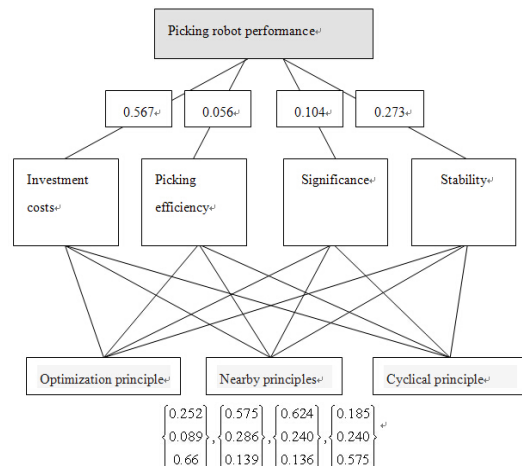 Picking robot performance↵
0.567↵ 0.056↵ 0.104↵ 0.273↵
Investment
costs↵
Picking
efficiency↵
Significance↵
Stability↵
Optimization principle↵ Nearby principles↵ Cyclical principle↵
{0.252 {0.575 {0.624 {0.185
0.089 , 0.286 , 0.240 , 0.240 ↵
0.66} 0.139} 0.136} 0.575}